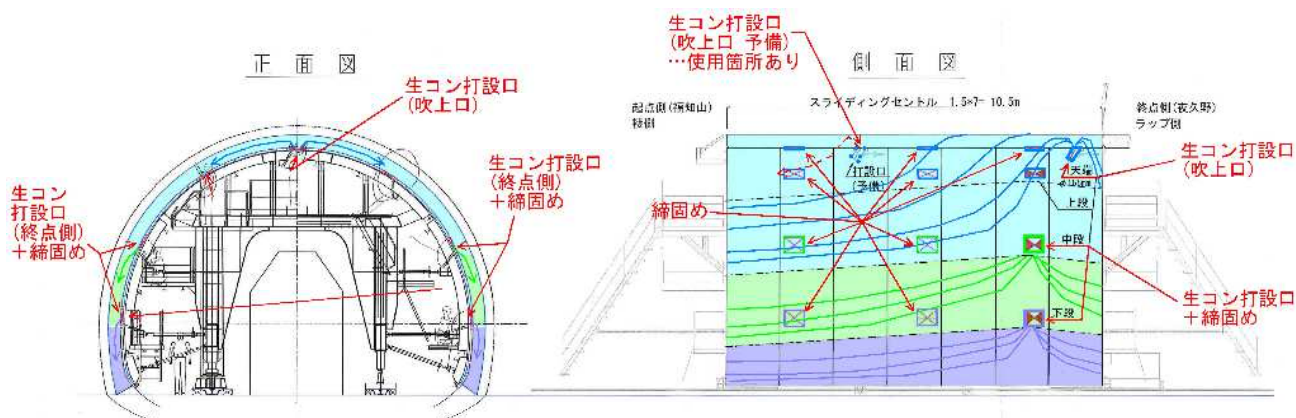 正面図
生コン打設口
(吹上口)
生コン打設口
(終点側)
+締固め
生コン
打設口
(終点側)
+締固め
生コン打設口
(吹上口 予備)
…使用箇所あり
側面図
スライディングセントル 1.5*7= 10.5m
起点側(福知山)
終点側(夜久野)
ラップ側
打設口
(予備)
天端
上段
中段
下段
締固め
生コン打設口
(吹上口)
生コン打設口
+締固め